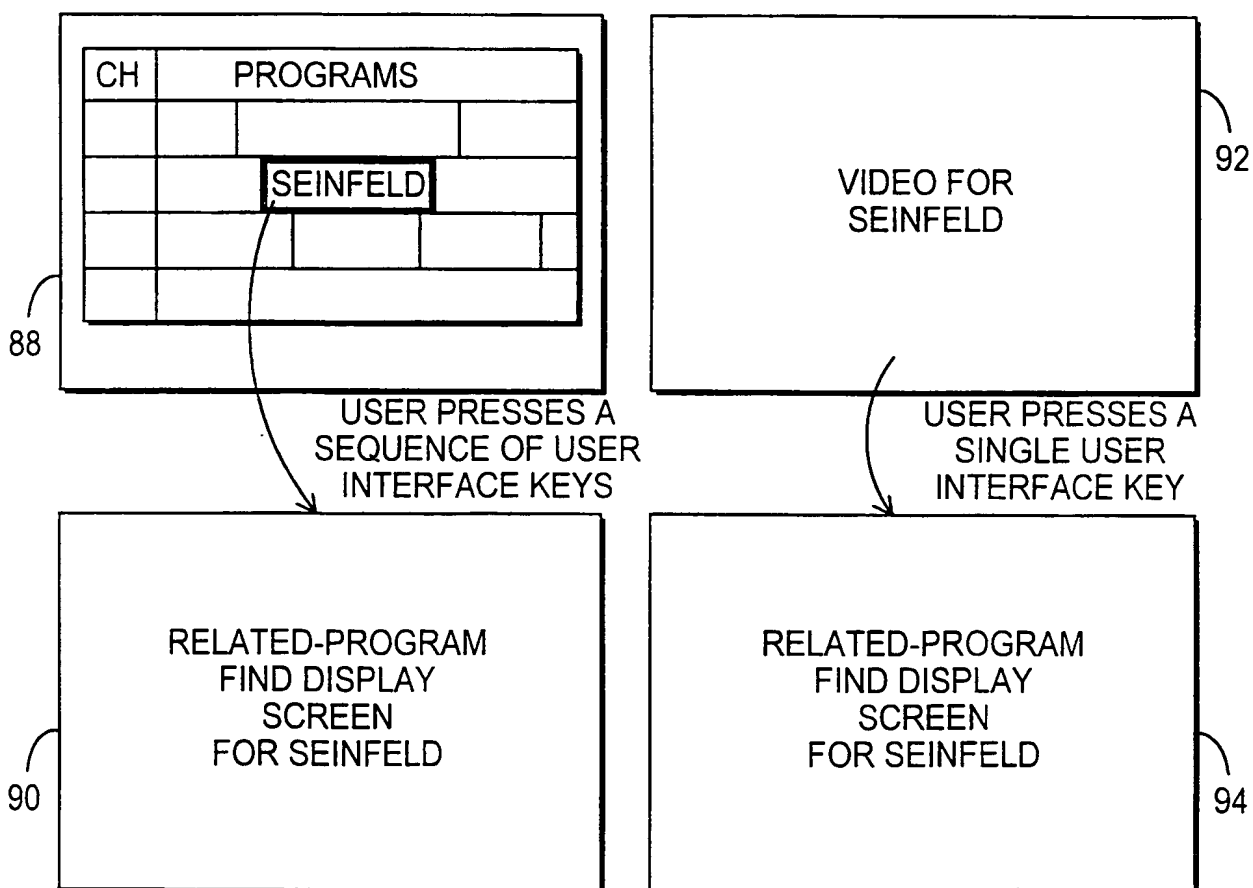 CH PROGRAMS
SEINFELD
88
USER PRESSES A
SEQUENCE OF USER
INTERFACE KEYS
RELATED-PROGRAM
FIND DISPLAY
SCREEN
FOR SEINFELD
90
VIDEO FOR
SEINFELD
92
USER PRESSES A
SINGLE USER
INTERFACE KEY
RELATED-PROGRAM
FIND DISPLAY
SCREEN
FOR SEINFELD
94